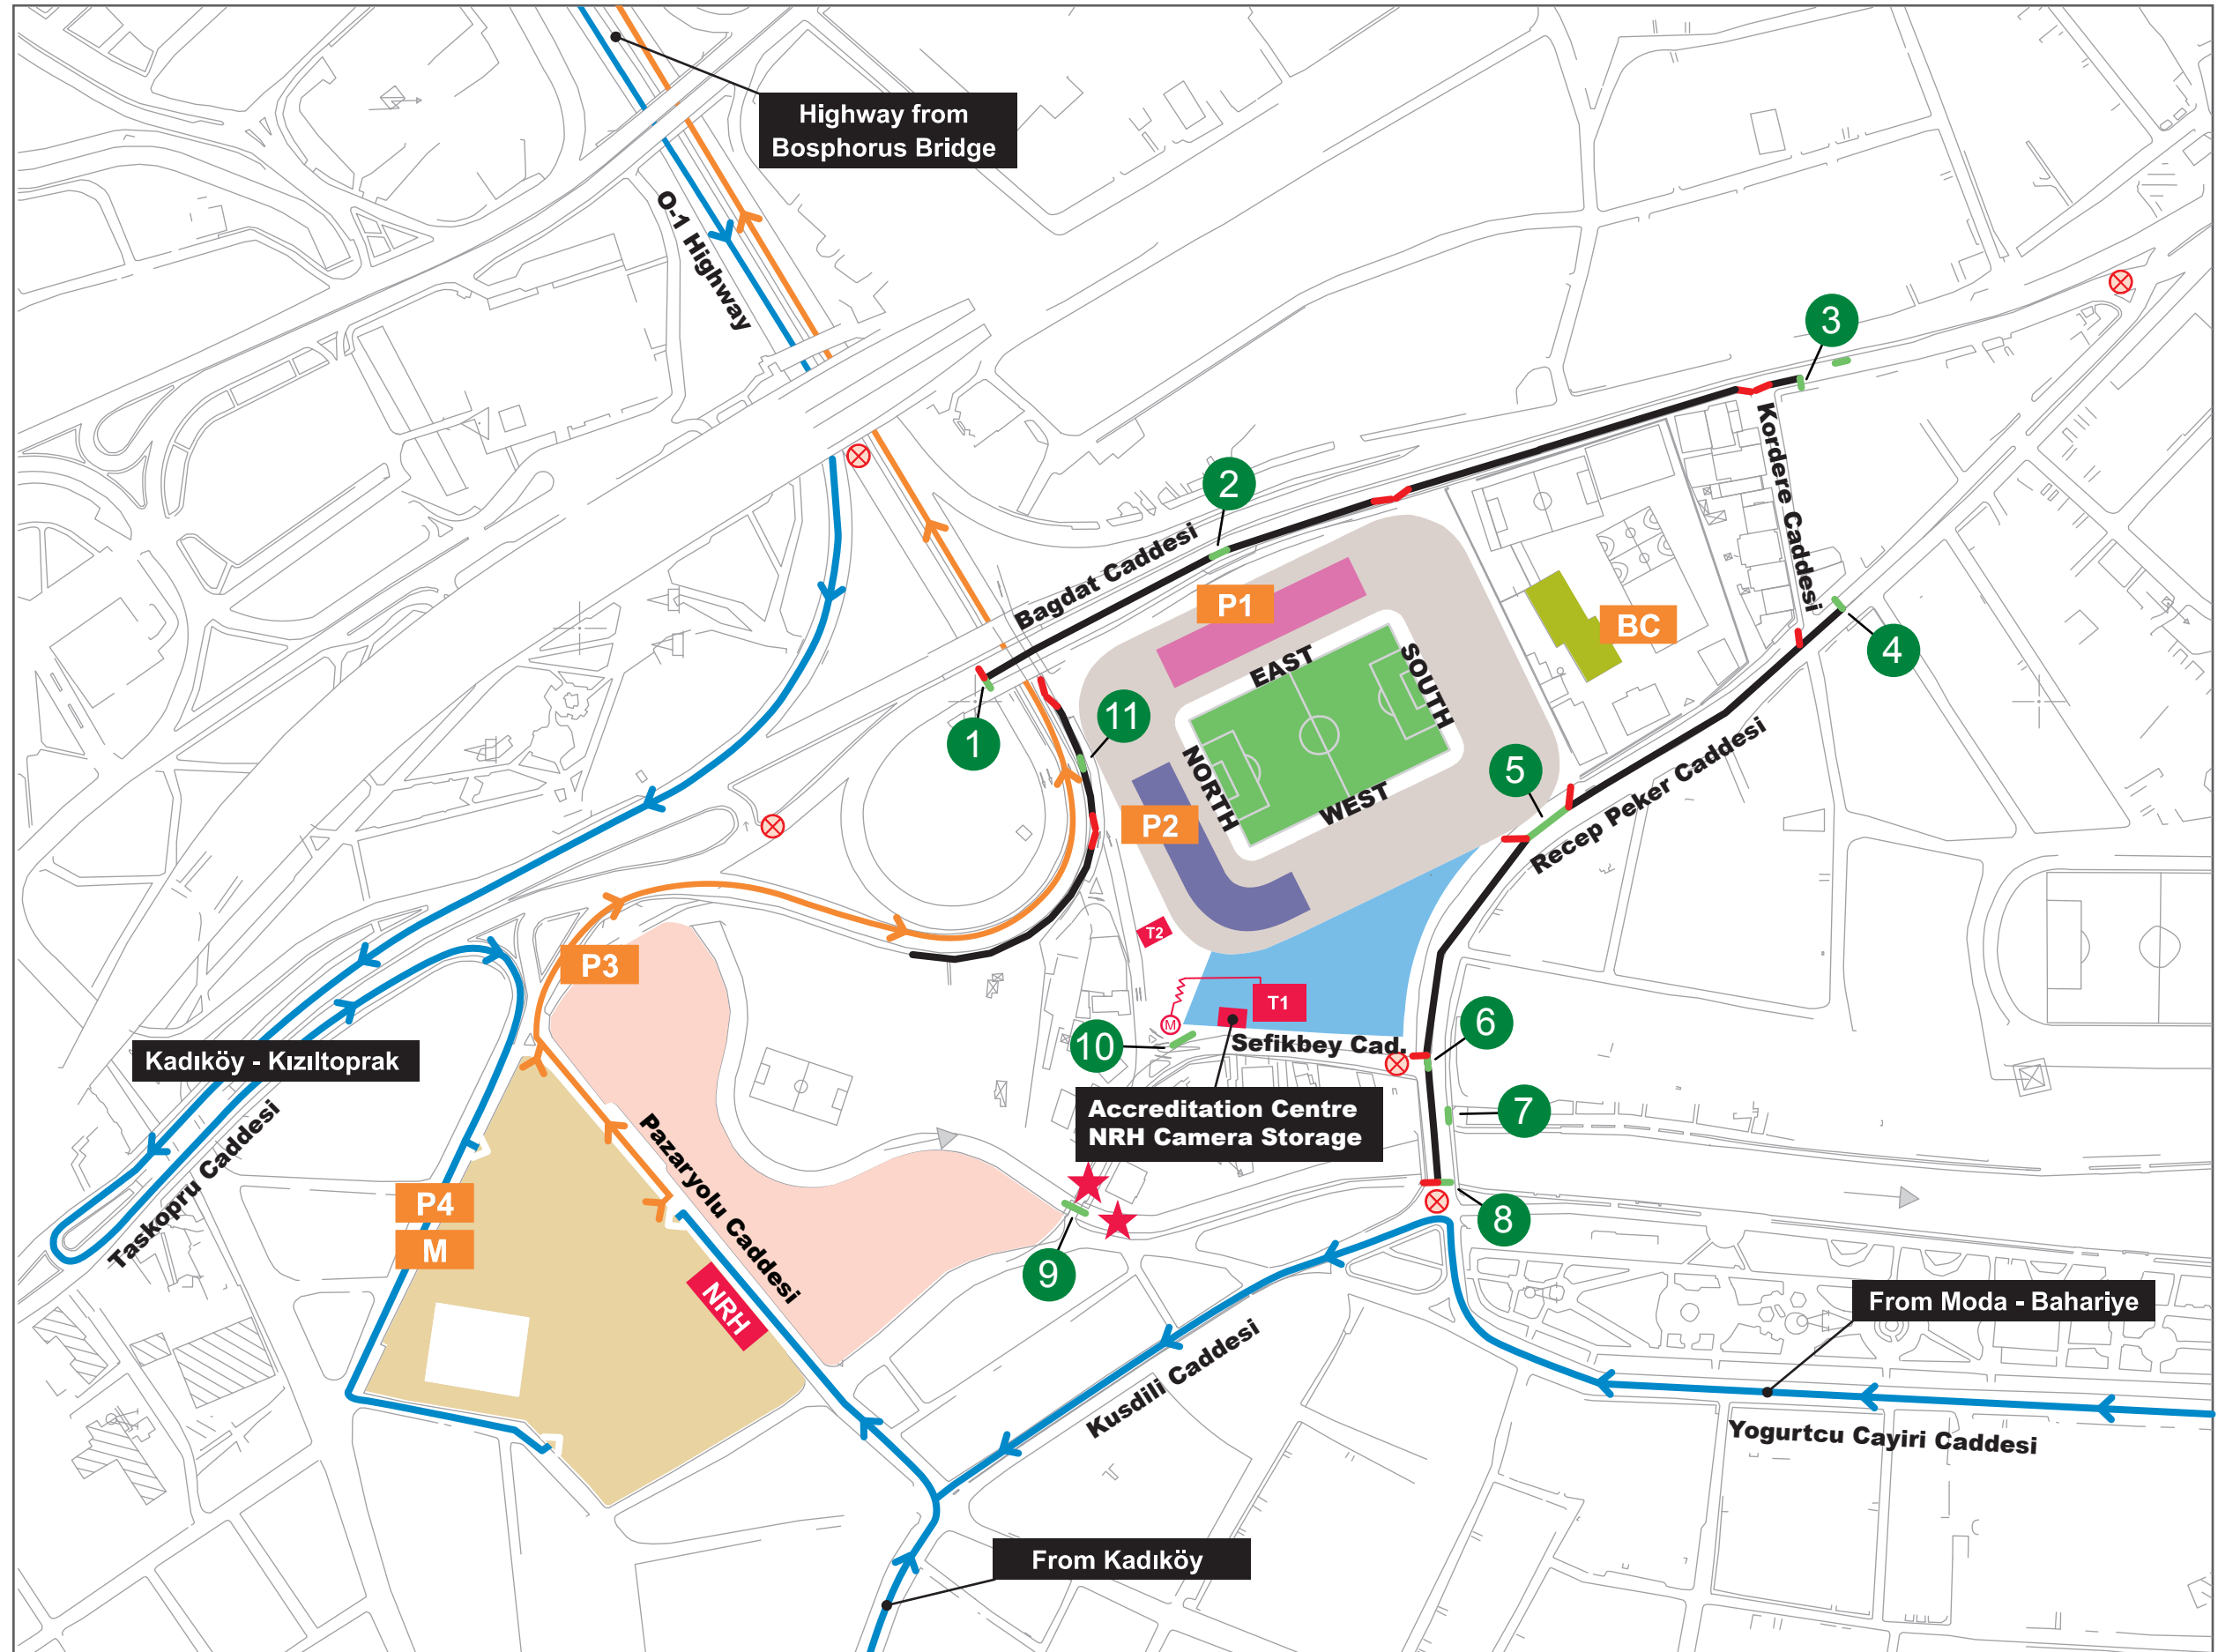 Highway from
Bosphorus Bridge
O-1 Highway
3
Kordere Caddesi
2
Bagdat Caddesi
P1
BC
4
EAST
SOUTH
NORTH
WEST
1
11
5
P2
Recep Peker Caddesi
T2
P3
T1
M
6
10
Sefikbey Cad.
Kadıköy - Kızıltoprak
Accreditation Centre
NRH Camera Storage
7
Taskopru Caddesi
Pazaryolu Caddesi
P4
M
8
9
NRH
From Moda - Bahariye
Kusdili Caddesi
Yogurtcu Cayiri Caddesi
From Kadıköy